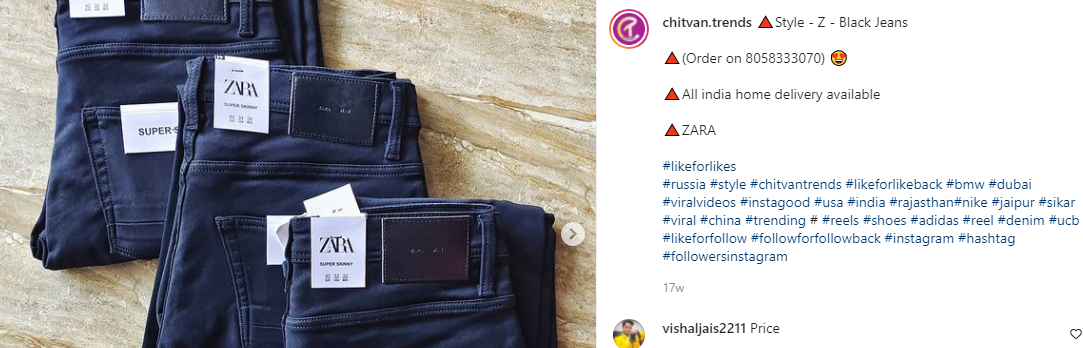 ZARA
SUPER SKINNY
SUPER-S
ZARA
SUPER SKINNY
chitvan.trends 🔺Style - Z - Black Jeans
🔺(Order on 8058333070) 😍
🔺All india home delivery available
🔺ZARA
#likeforlikes
#russia #style #chitvantrends #likeforlikeback #bmw #dubai
#viralvideos #instagood #usa #india #rajasthan#nike #jaipur #sikar
#viral #china #trending # #reels #shoes #adidas #reel #denim #ucb
#likeforfollow #followforfollowback #instagram #hashtag
#followersinstagram
17w
vishaljais2211 Price